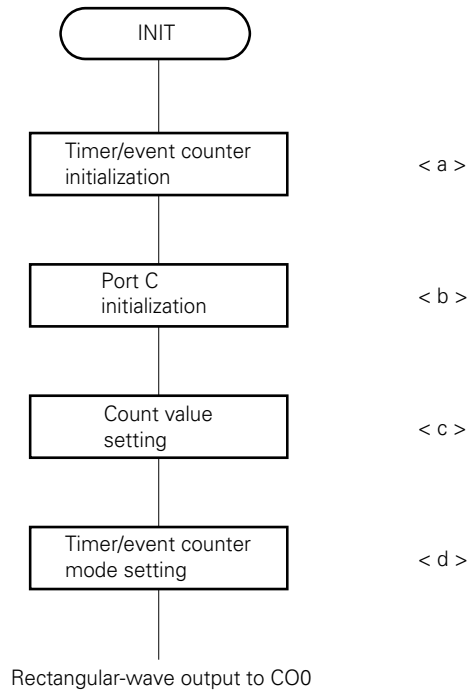 INIT
Timer/event counter
initialization
< a >
Port C
initialization
< b >
Count value
setting
< c >
Timer/event counter
mode setting
< d >
Rectangular-wave output to CO0